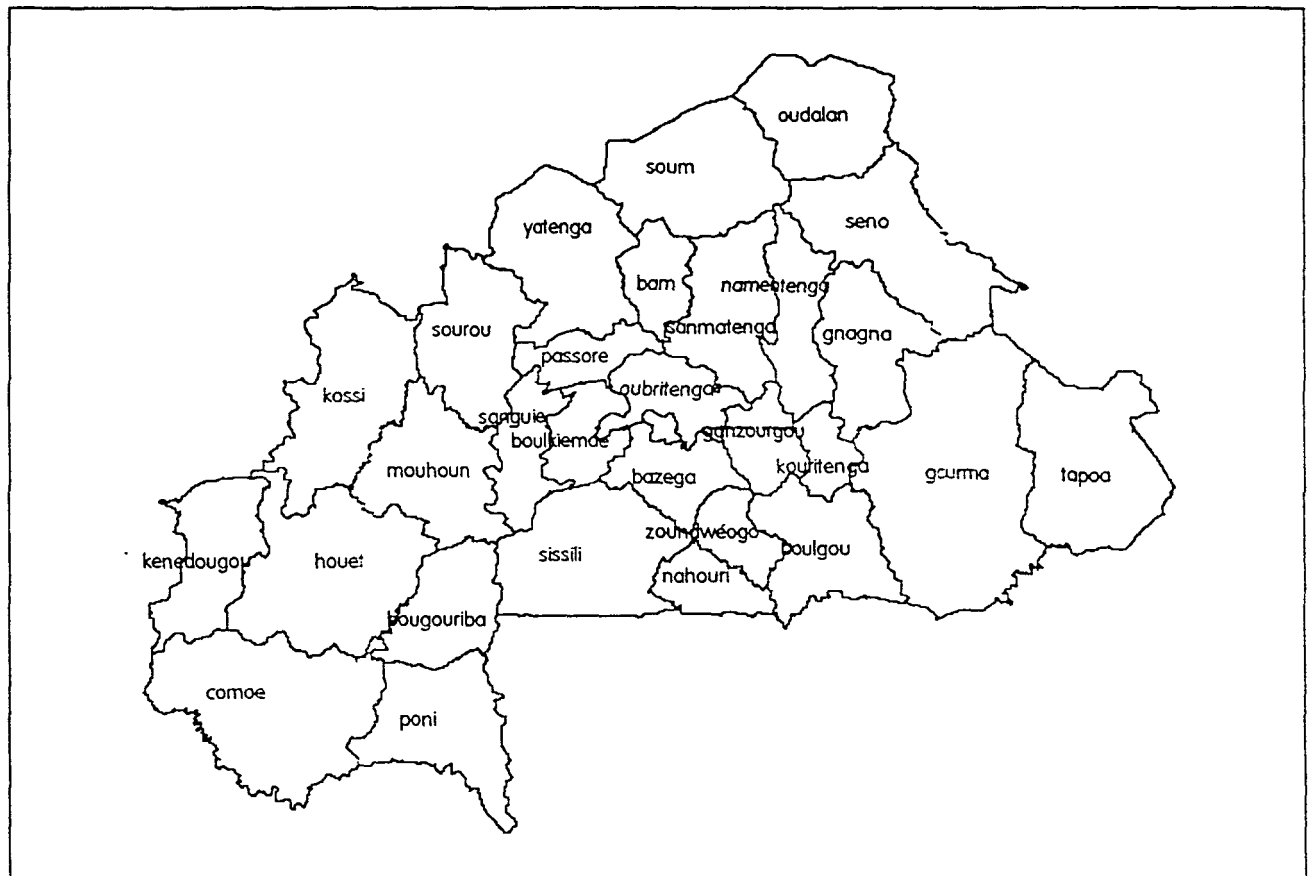 oudalan
soum
seno
yatenga
bam
namentenga
sourou
sanmatenga
gnagna
passore
kossi
oubritenga
sanguie
ganzourgou
boulkiemde
mouhoun
bazega
kouritenga
gourma
tapoa
zoundwéogo
kenedougou
houet
sissili
boulgou
nahouri
bougouriba
comoe
poni